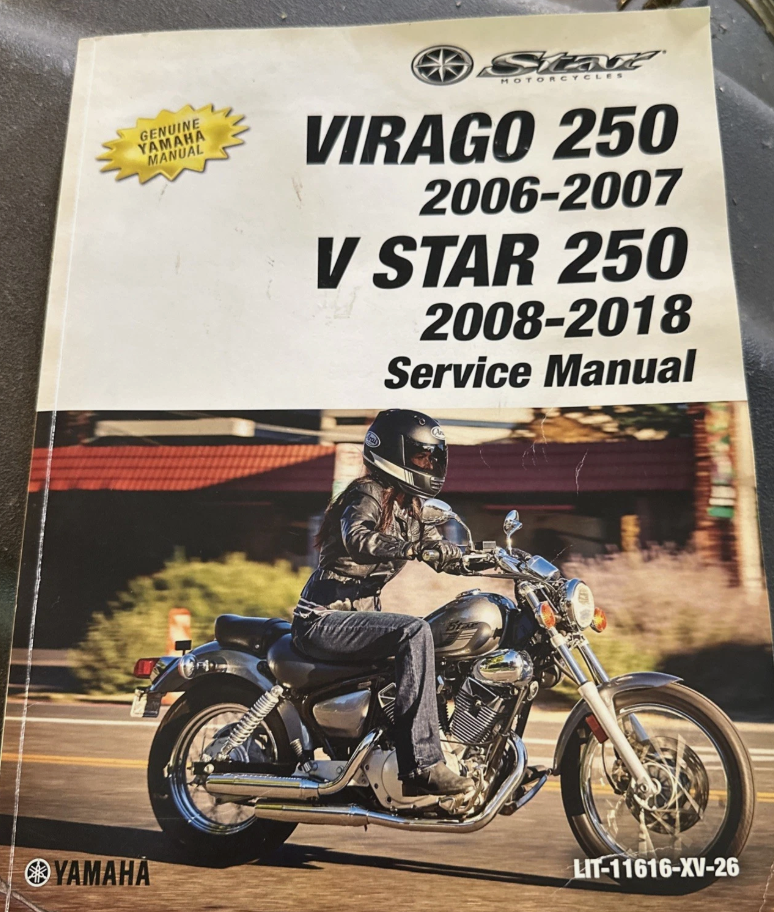 Star
MOTORCYCLES
GENUINE
YAMAHA
MANUAL
VIRAGO 250
2006-2007
V STAR 250
2008-2018
Service Manual
Arai
YAMAHA
LIT-11616-XV-26